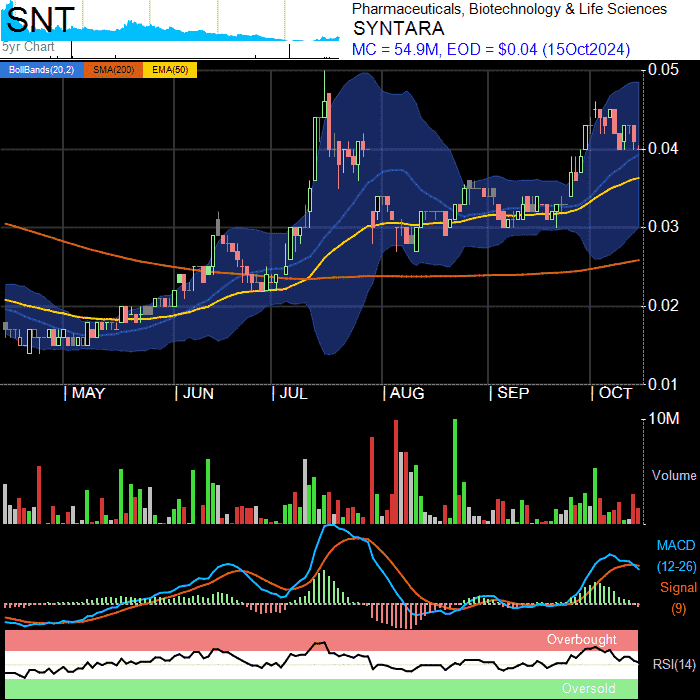 SNT
5yr Chart
Pharmaceuticals, Biotechnology & Life Sciences
SYNTARA
MC = 54.9M, EOD = $0.04 (15Oct2024)
BollBands(20,2) SMA(200) EMA(50)
0.05
0.04
0.03
0.02
0.01
MAY JUN JUL AUG SEP OCT
10M
Volume
MACD
(12-26)
Signal
(9)
Overbought
RSI(14)
Oversold